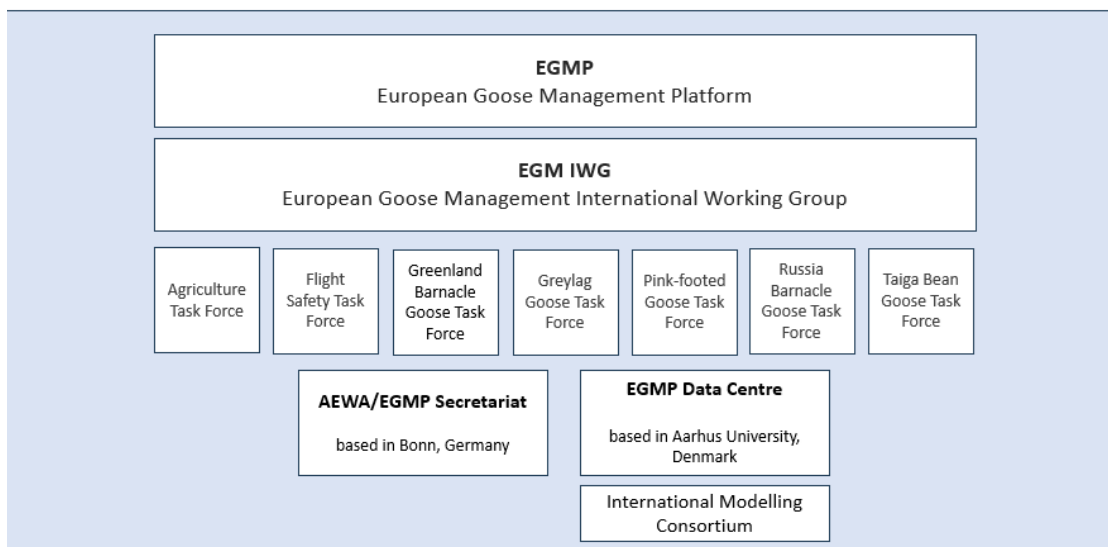 EGMP
European Goose Management Platform
EGM IWG
European Goose Management International Working Group
Agriculture
Task Force
Flight
Safety Task
Force
Greenland
Barnacle
Goose Task
Force
Greylag
Goose Task
Force
Pink-footed
Goose Task
Force
Russia
Barnacle
Goose Task
Force
Taiga Bean
Goose Task
Force
AEWA/EGMP Secretariat
based in Bonn, Germany
EGMP Data Centre
based in Aarhus University,
Denmark
International Modelling
Consortium